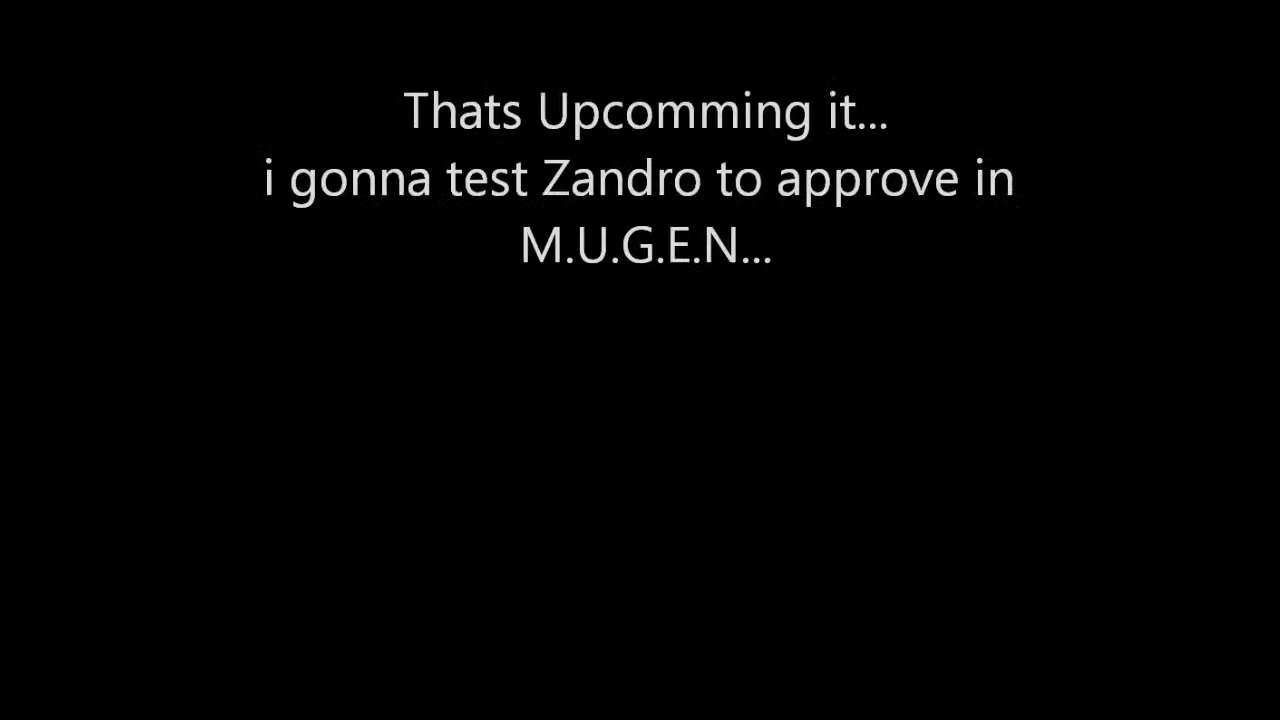 Thats Upcomming it...
i gonna test Zandro to approve in
M.U.G.E.N...